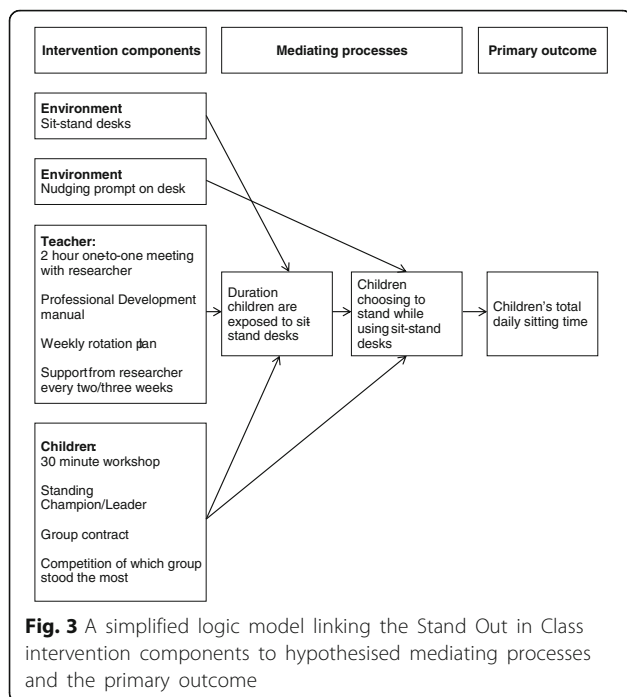 Intervention components
Mediating processes
Primary outcome
Environment
Sit-stand desks
Environment
Nudging prompt on desk
Teacher:
2 hour one-to-one meeting
with researcher
Professional Development
manual
Weekly rotation plan
Support from researcher
every two/three weeks
Duration
children are
exposed to sit-
stand desks
Children
choosing to
stand while
using sit-stand
desks
Children's total
daily sitting time
Children:
30 minute workshop
Standing
Champion/Leader
Group contract
Competition of which group
stood the most
Fig. 3 A simplified logic model linking the Stand Out in Class
intervention components to hypothesised mediating processes
and the primary outcome